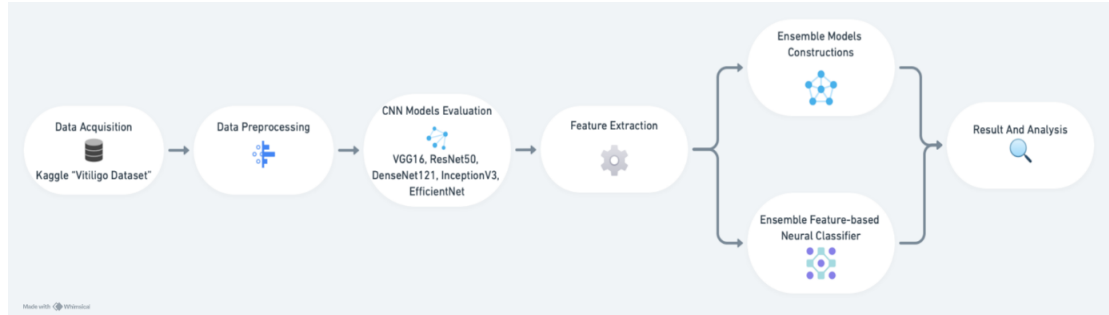 Data Acquisition
Kaggle "Vitiligo Dataset"
Data Preprocessing
CNN Models Evaluation
VGG16, ResNet50,
DenseNet121, InceptionV3,
EfficientNet
Feature Extraction
Ensemble Models
Constructions
Ensemble Feature-based
Neural Classifier
Result And Analysis
Made with Whimsical